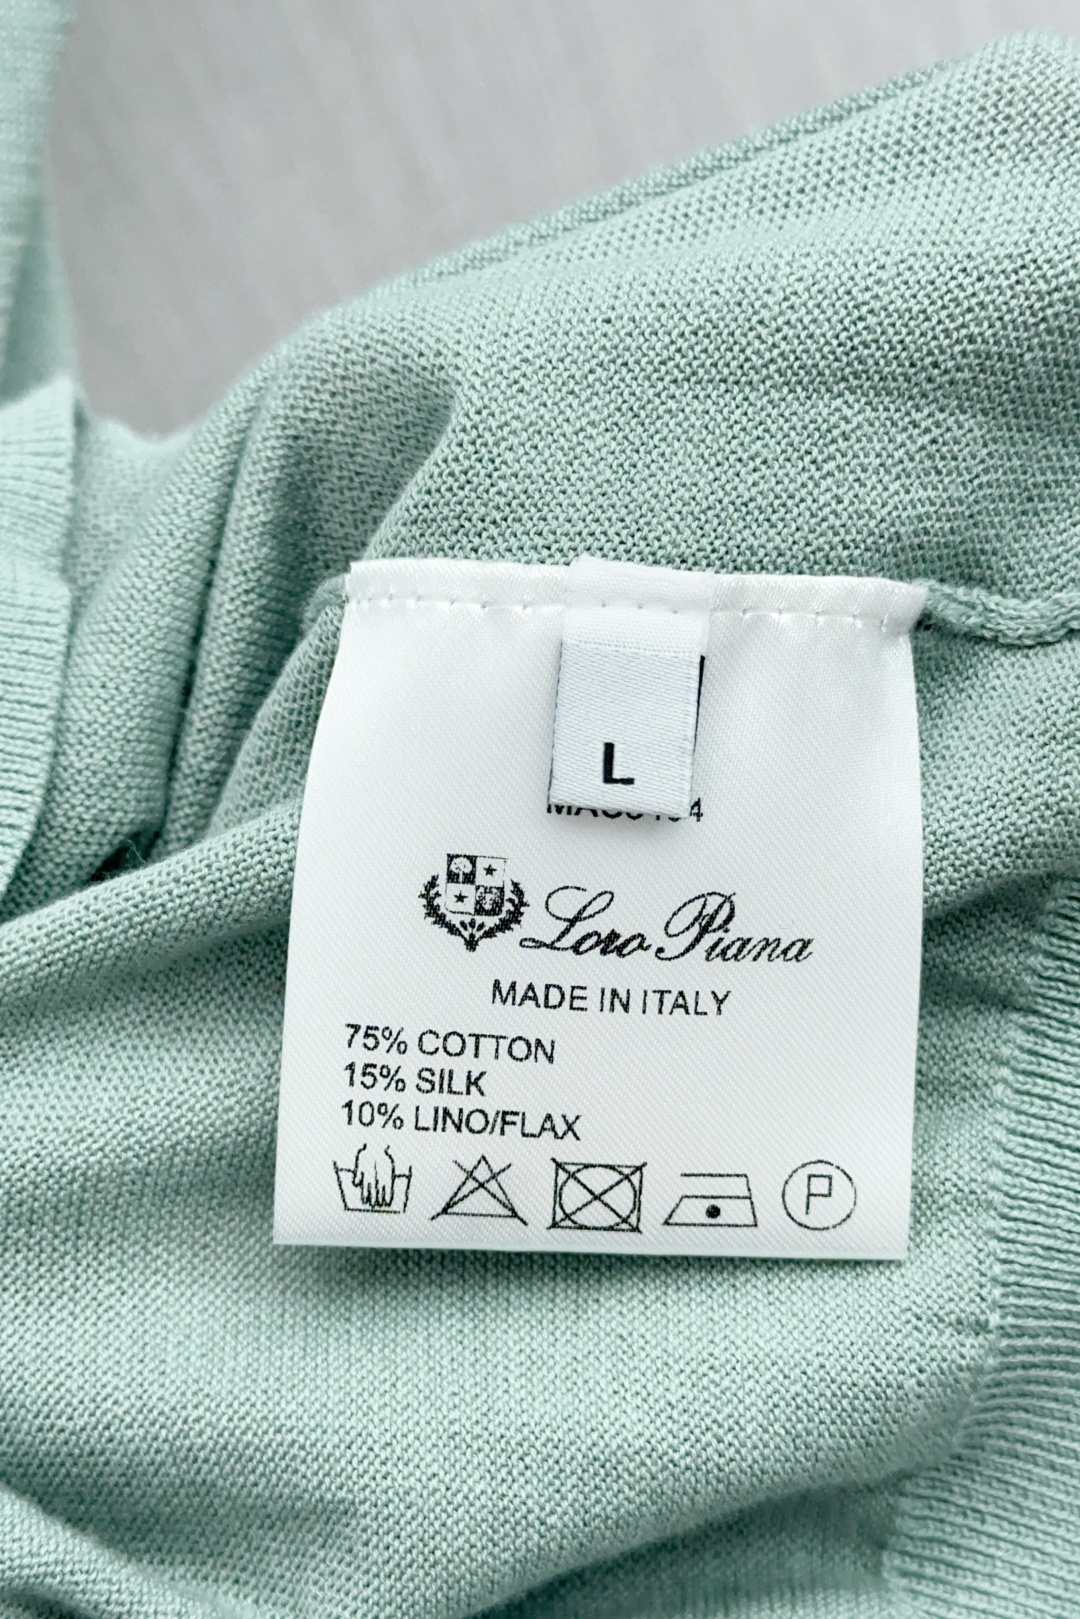 L
Loro Piana
MADE IN ITALY
75% COTTON
15% SILK
10% LINO/FLAX
P